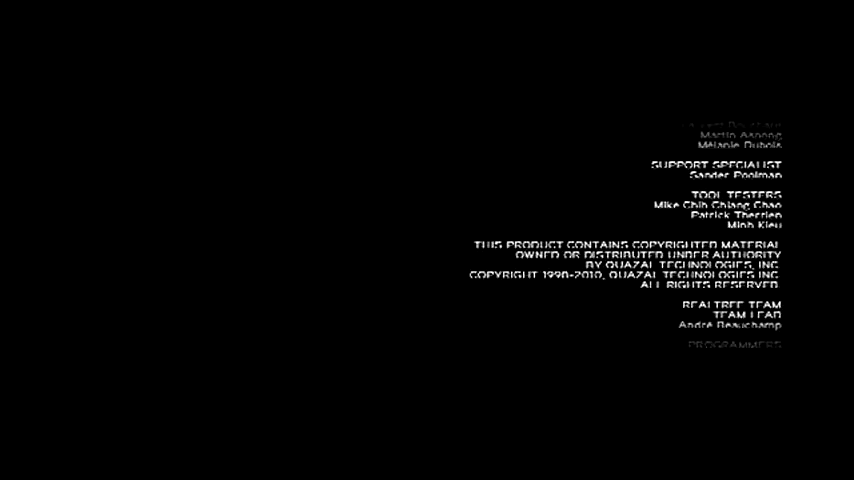 Martin Aspong
Mélanie Dubois
SUPPORT SPECIALIST
Sander Poolman
TOOL TESTERS
Mike Chih Chiang Chao
Patrick Therrien
Minh Kieu
THIS PRODUCT CONTAINS COPYRIGHTED MATERIAL
OWNED OR DISTRIBUTED UNDER AUTHORITY
BY QUAZAL TECHNOLOGIES, INC.
COPYRIGHT 1998-2010, QUAZAL TECHNOLOGIES INC.
ALL RIGHTS RESERVED.
REALTREE TEAM
TEAM LEAD
André Beauchamp
PROGRAMMERS